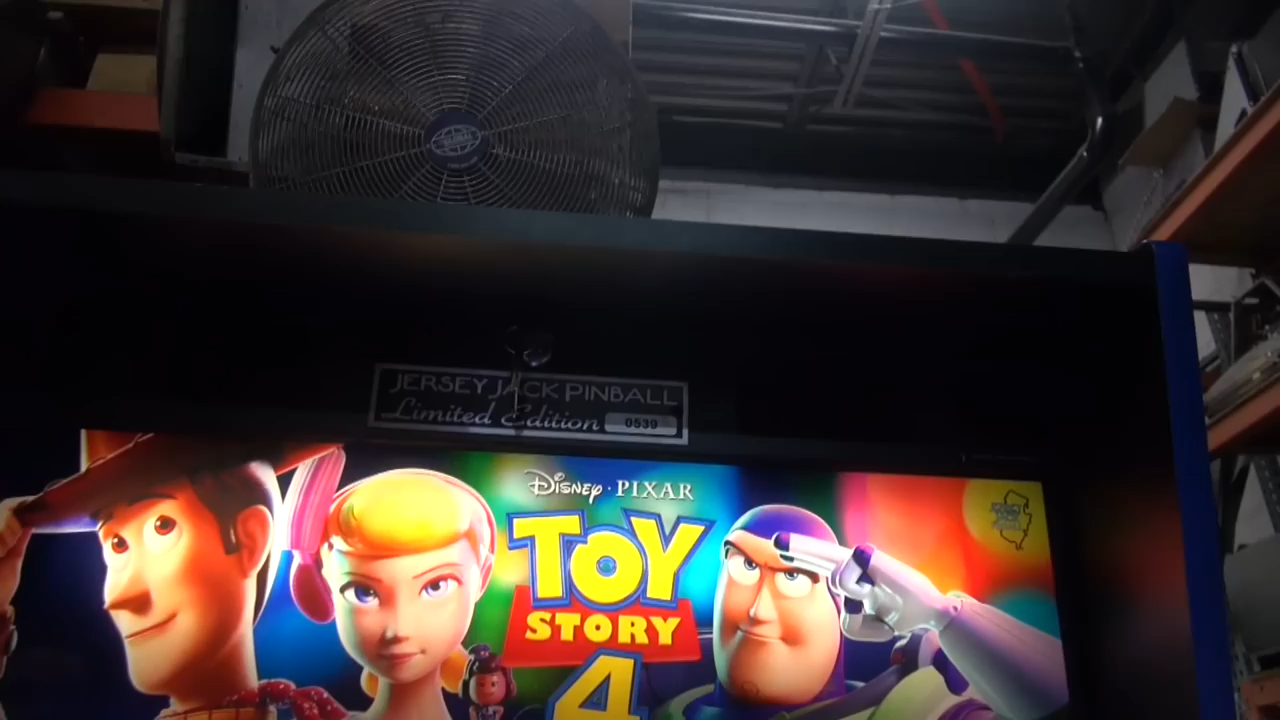 JERSEY JACK PINBALL
Limited Edition 0539
Disney · PIXAR
TOY
STORY
4